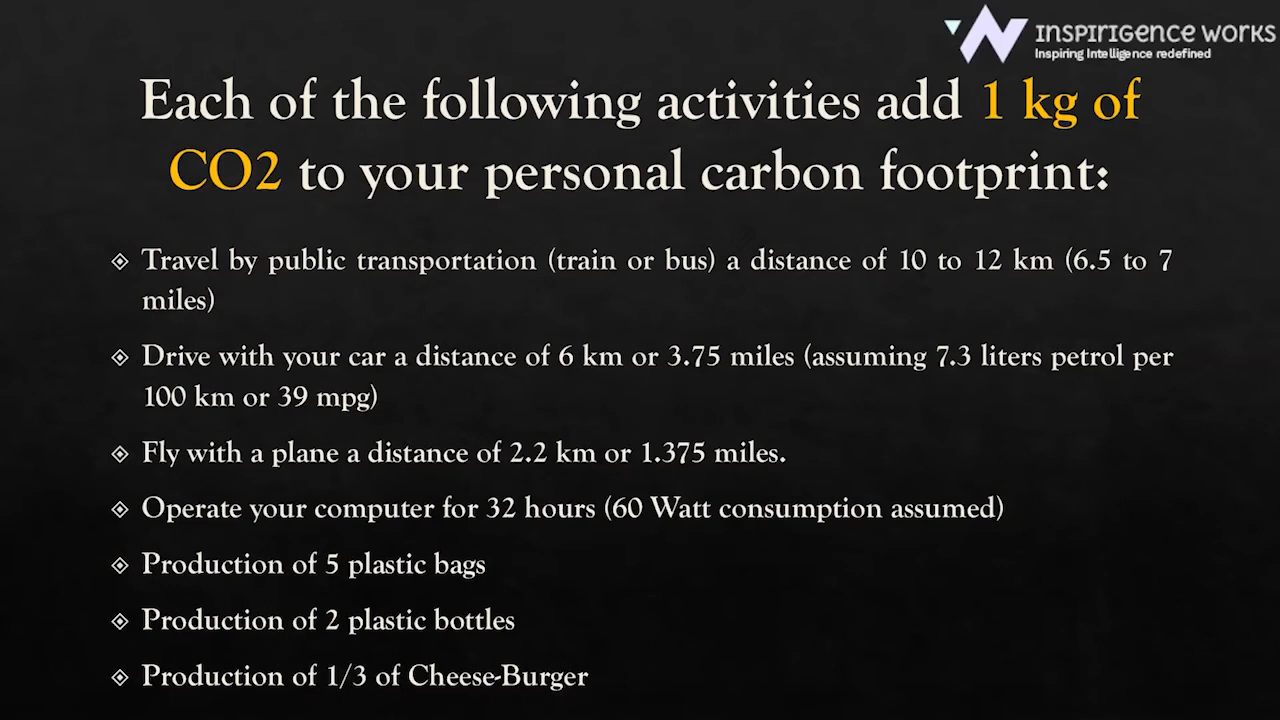 INSPIRIGENCE WORKS
Inspiring Intelligence redefined
Each of the following activities add 1 kg of
CO2 to your personal carbon footprint:
Travel by public transportation (train or bus) a distance of 10 to 12 km (6.5 to 7
miles)
Drive with your car a distance of 6 km or 3.75 miles (assuming 7.3 liters petrol per
100 km or 39 mpg)
Fly with a plane a distance of 2.2 km or 1.375 miles.
Operate your computer for 32 hours (60 Watt consumption assumed)
Production of 5 plastic bags
Production of 2 plastic bottles
Production of 1/3 of Cheese-Burger